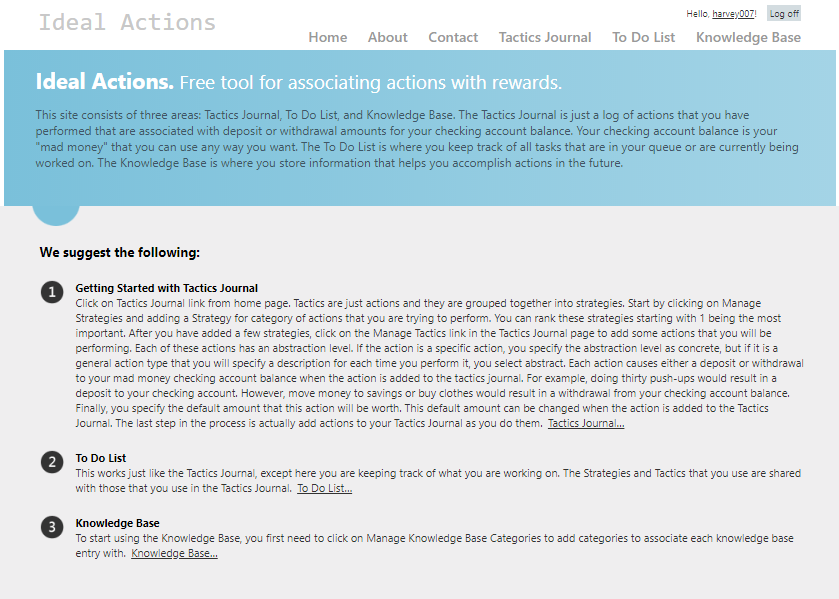 Hello, harvey007! Log off
Ideal Actions
Home About Contact Tactics Journal To Do List Knowledge Base
Ideal Actions. Free tool for associating actions with rewards.
This site consists of three areas: Tactics Journal, To Do List, and Knowledge Base. The Tactics Journal is just a log of actions that you have
performed that are associated with deposit or withdrawal amounts for your checking account balance. Your checking account balance is your
"mad money" that you can use any way you want. The To Do List is where you keep track of all tasks that are in your queue or are currently being
worked on. The Knowledge Base is where you store information that helps you accomplish actions in the future.
We suggest the following:
1 Getting Started with Tactics Journal
Click on Tactics Journal link from home page. Tactics are just actions and they are grouped together into strategies. Start by clicking on Manage
Strategies and adding a Strategy for category of actions that you are trying to perform. You can rank these strategies starting with 1 being the most
important. After you have added a few strategies, click on the Manage Tactics link in the Tactics Journal page to add some actions that you will be
performing. Each of these actions has an abstraction level. If the action is a specific action, you specify the abstraction level as concrete, but if it is a
general action type that you will specify a description for each time you perform it, you select abstract. Each action causes either a deposit or withdrawal
to your mad money checking account balance when the action is added to the tactics journal. For example, doing thirty push-ups would result in a
deposit to your checking account. However, move money to savings or buy clothes would result in a withdrawal from your checking account balance.
Finally, you specify the default amount that this action will be worth. This default amount can be changed when the action is added to the Tactics
Journal. The last step in the process is actually add actions to your Tactics Journal as you do them. Tactics Journal...
2 To Do List
This works just like the Tactics Journal, except here you are keeping track of what you are working on. The Strategies and Tactics that you use are shared
with those that you use in the Tactics Journal. To Do List...
3 Knowledge Base
To start using the Knowledge Base, you first need to click on Manage Knowledge Base Categories to add categories to associate each knowledge base
entry with. Knowledge Base...